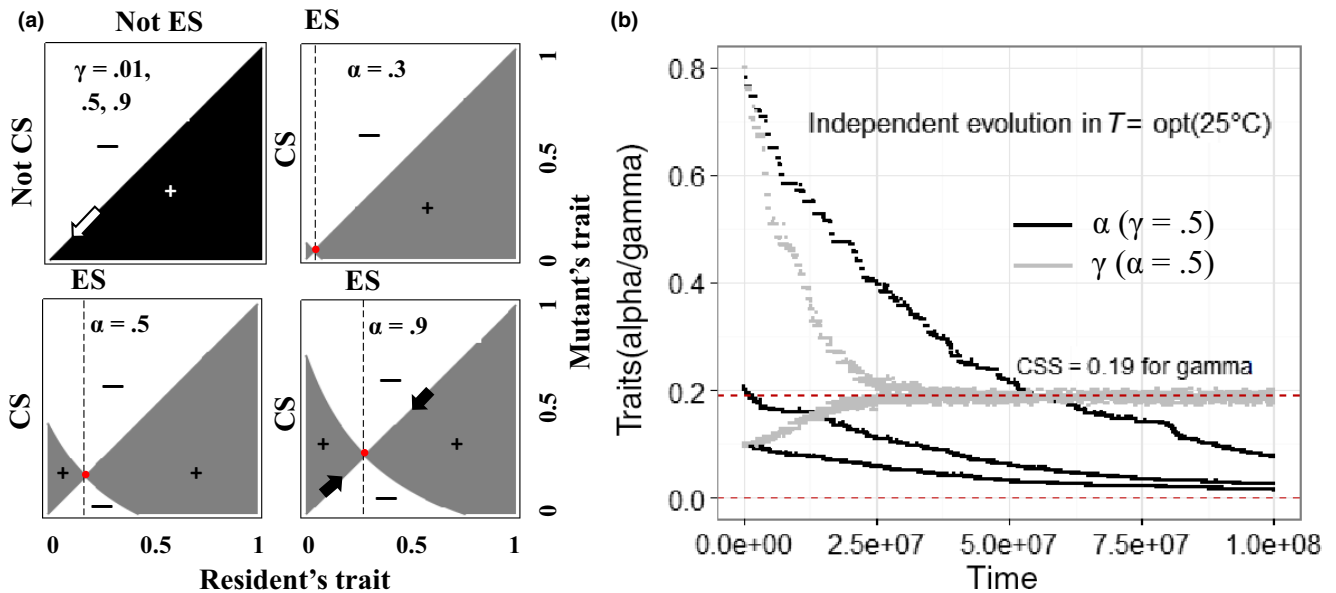 (a)
Not ES
ES
γ = .01,
.5, .9
Not CS
−
+
α = .3
CS
−
+
1
0.5
0
ES
ES
α = .5
CS
−
+
+
−
α = .9
CS
−
+
+
−
1
0.5
0
Mutant's trait
0
0.5
1
0
0.5
1
Resident's trait
(b)
0.8
0.6
0.4
0.2
0.0
Traits(alpha/gamma)
Independent evolution in T = opt(25°C)
α (γ = .5)
γ (α = .5)
CSS = 0.19 for gamma
0.0e+00
2.5e+07
5.0e+07
7.5e+07
1.0e+08
Time